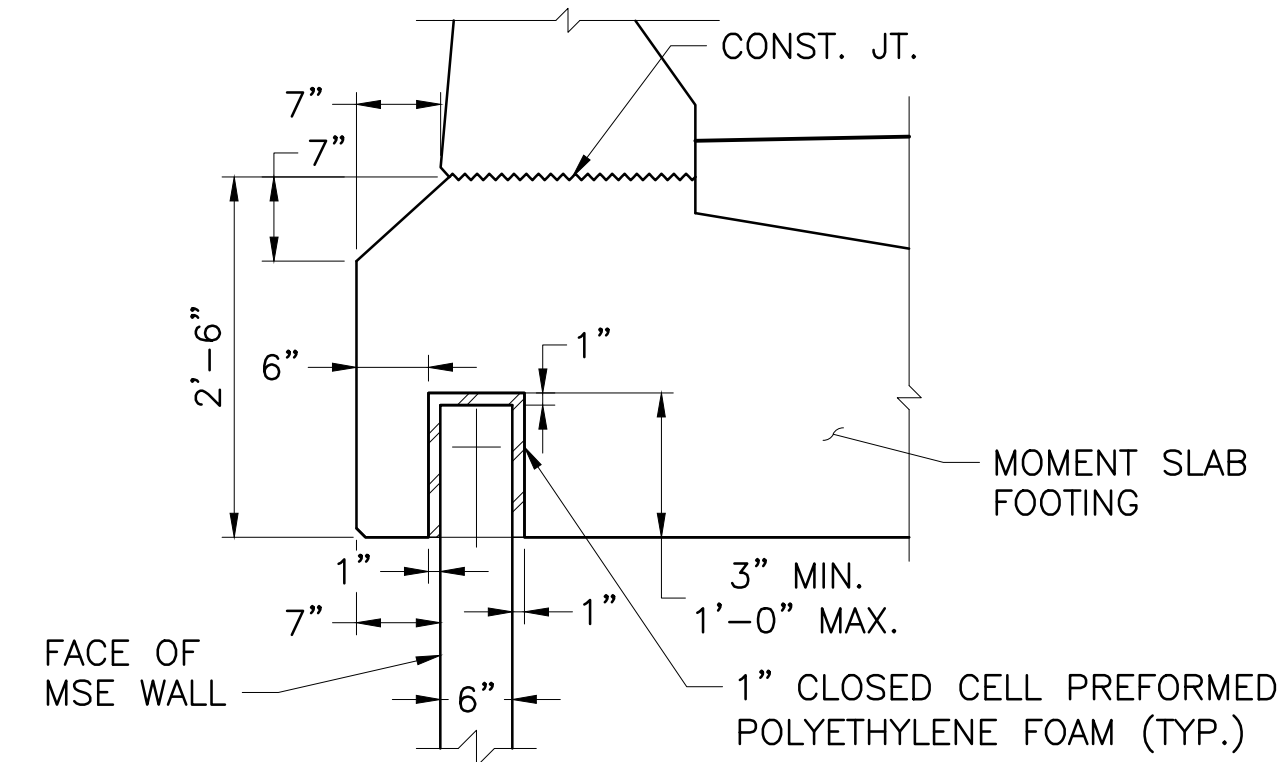 CONST. JT.
7”
7”
2’-6”
6”
1”
MOMENT SLAB
FOOTING
1”
3” MIN.
1’-0” MAX.
7”
1”
FACE OF
MSE WALL
6”
1” CLOSED CELL PREFORMED
POLYETHYLENE FOAM (TYP.)